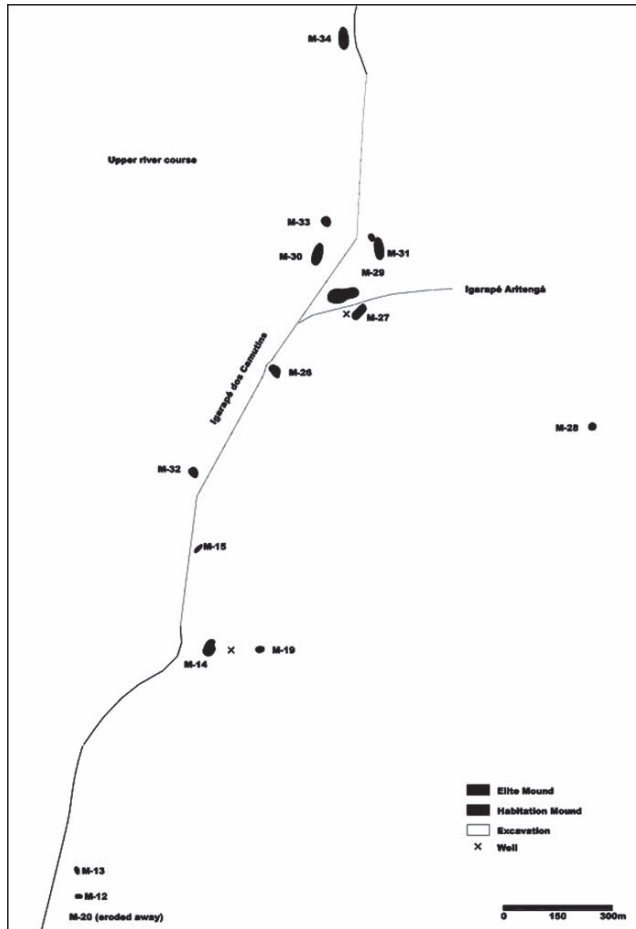 M-34
Upper river course
M-33
M-30
M-31
M-29
Igarapé Aritengá
M-27
Igarapé dos Camutins
M-26
M-28
M-32
M-15
M-14
M-19
Elite Mound
Habitation Mound
Excavation
Well
M-13
M-12
M-20 (eroded away)
0 150 300m